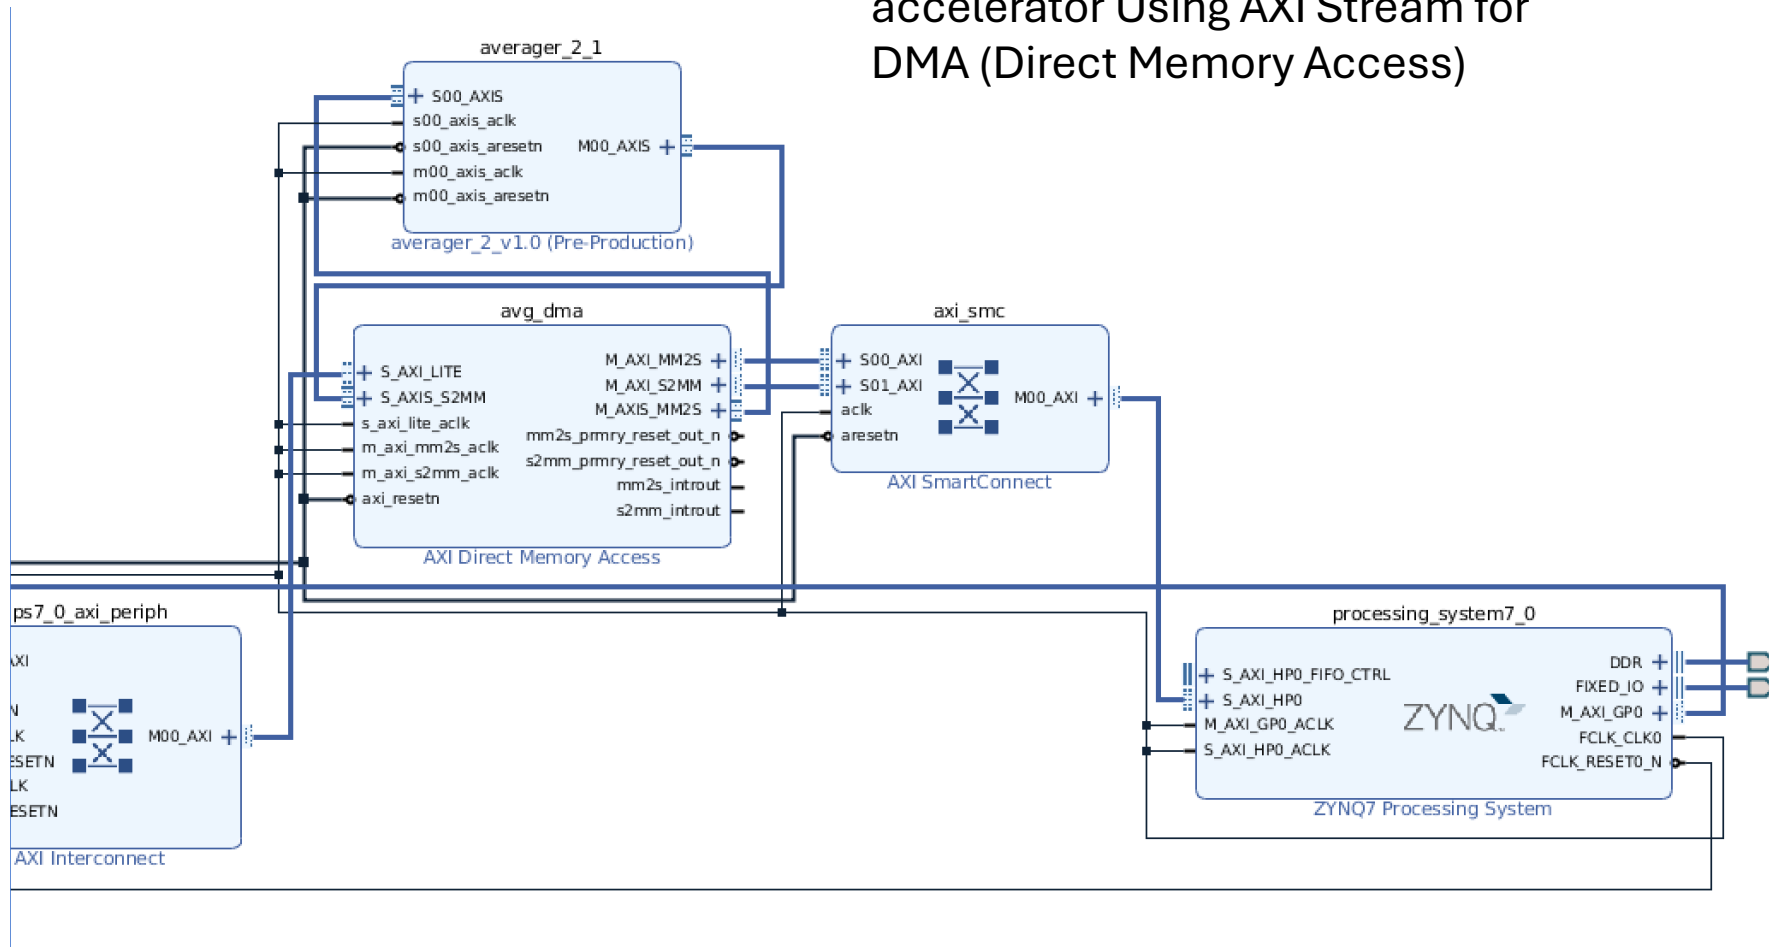 accelerator Using AXI Stream for
DMA (Direct Memory Access)
averager_2_1
S00_AXIS
s00_axis_aclk
s00_axis_aresetn
m00_axis_aclk
m00_axis_aresetn
M00_AXIS
averager_2_v1.0 (Pre-Production)
avg_dma
S_AXI_LITE
S_AXIS_S2MM
s_axi_lite_aclk
m_axi_mm2s_aclk
m_axi_s2mm_aclk
axi_resetn
M_AXI_MM2S
M_AXI_S2MM
M_AXIS_MM2S
mm2s_prmry_reset_out_n
s2mm_prmry_reset_out_n
mm2s_introut
s2mm_introut
AXI Direct Memory Access
axi_smc
S00_AXI
S01_AXI
aclk
aresetn
M00_AXI
AXI SmartConnect
ps7_0_axi_periph
AXI
N
LK
ESETN
LK
ESETN
M00_AXI
AXI Interconnect
processing_system7_0
S_AXI_HP0_FIFO_CTRL
S_AXI_HP0
M_AXI_GP0_ACLK
S_AXI_HP0_ACLK
ZYNQ
DDR
FIXED_IO
M_AXI_GP0
FCLK_CLK0
FCLK_RESET0_N
ZYNQ7 Processing System